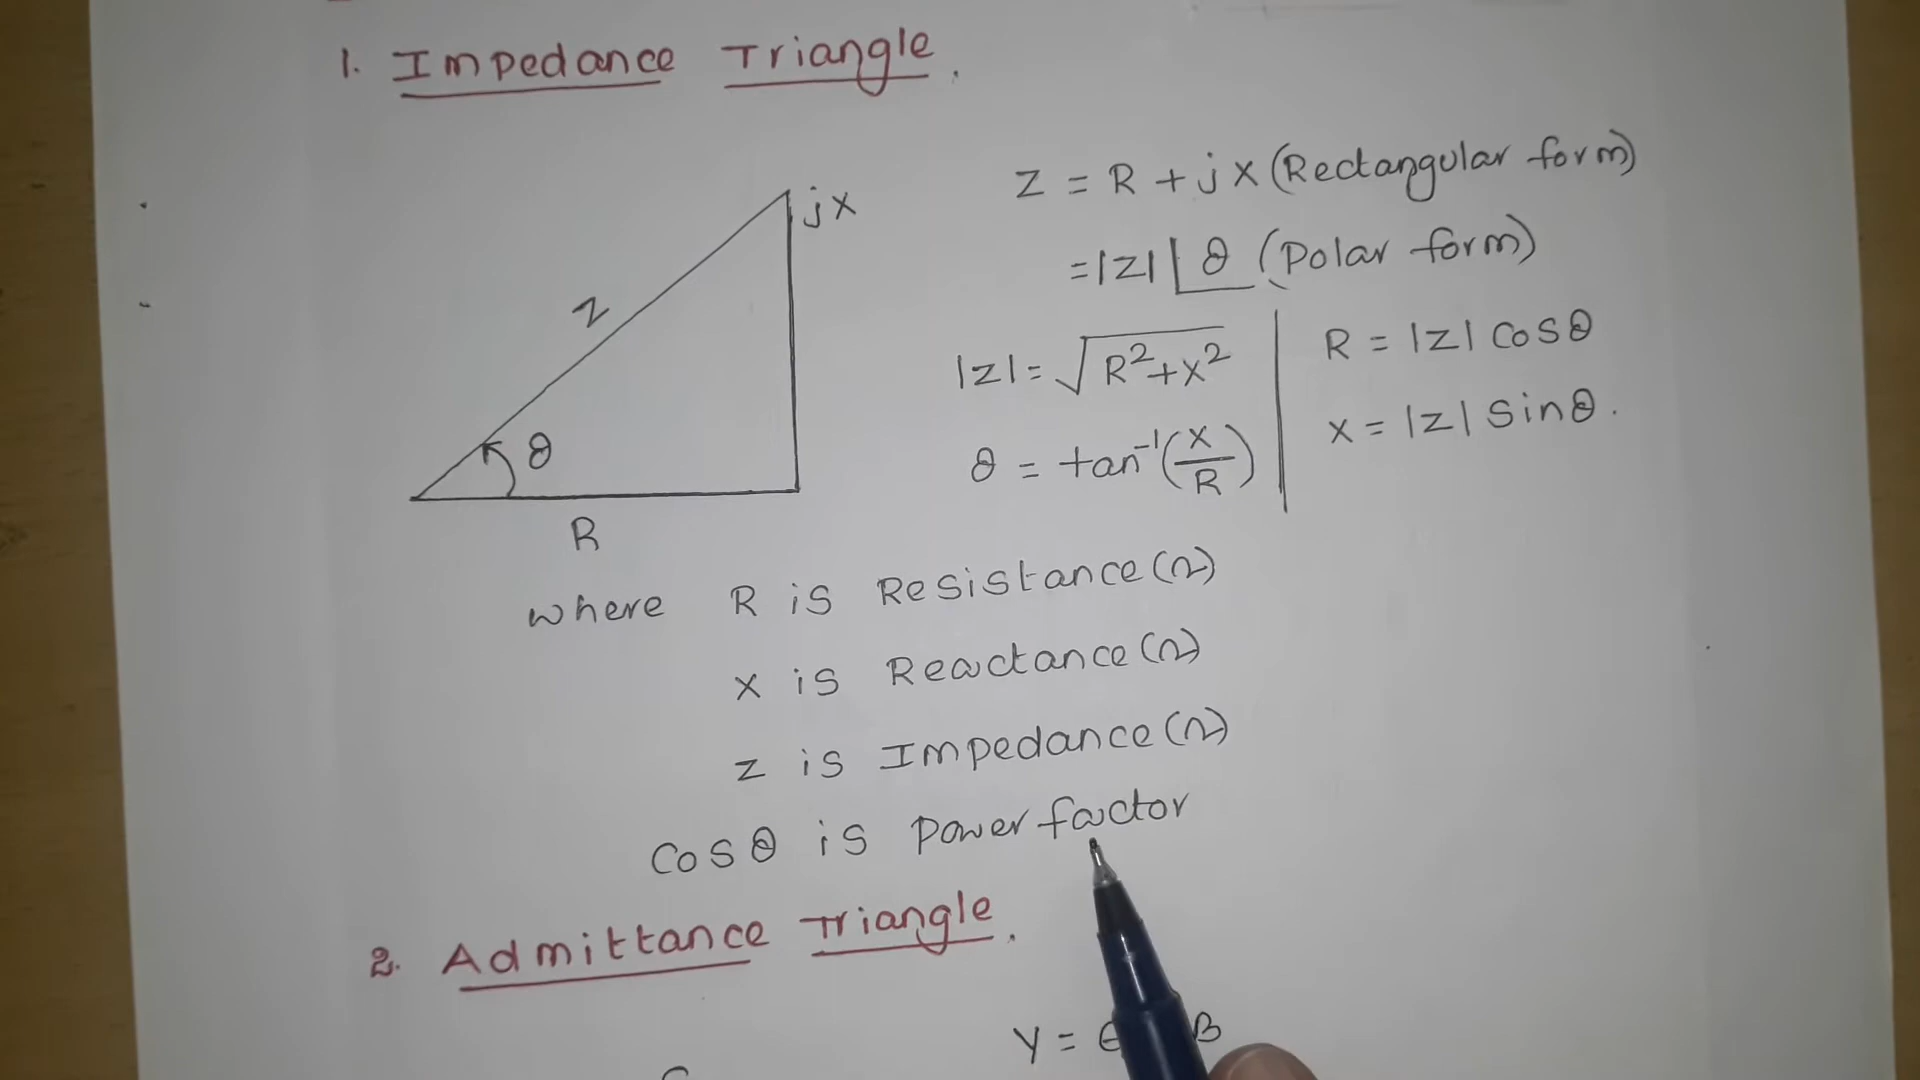 1. Impedance Triangle.
jx
z
θ
R
z = R + jx (Rectangular form)
= |z| ∠θ (Polar form)
|z| = √(R²+x²)
θ = tan⁻¹(x/R)
R = |z| cosθ
x = |z| sinθ.
where R is Resistance (Ω)
x is Reactance (Ω)
z is Impedance (Ω)
cosθ is Power factor
2. Admittance Triangle.
Y = B